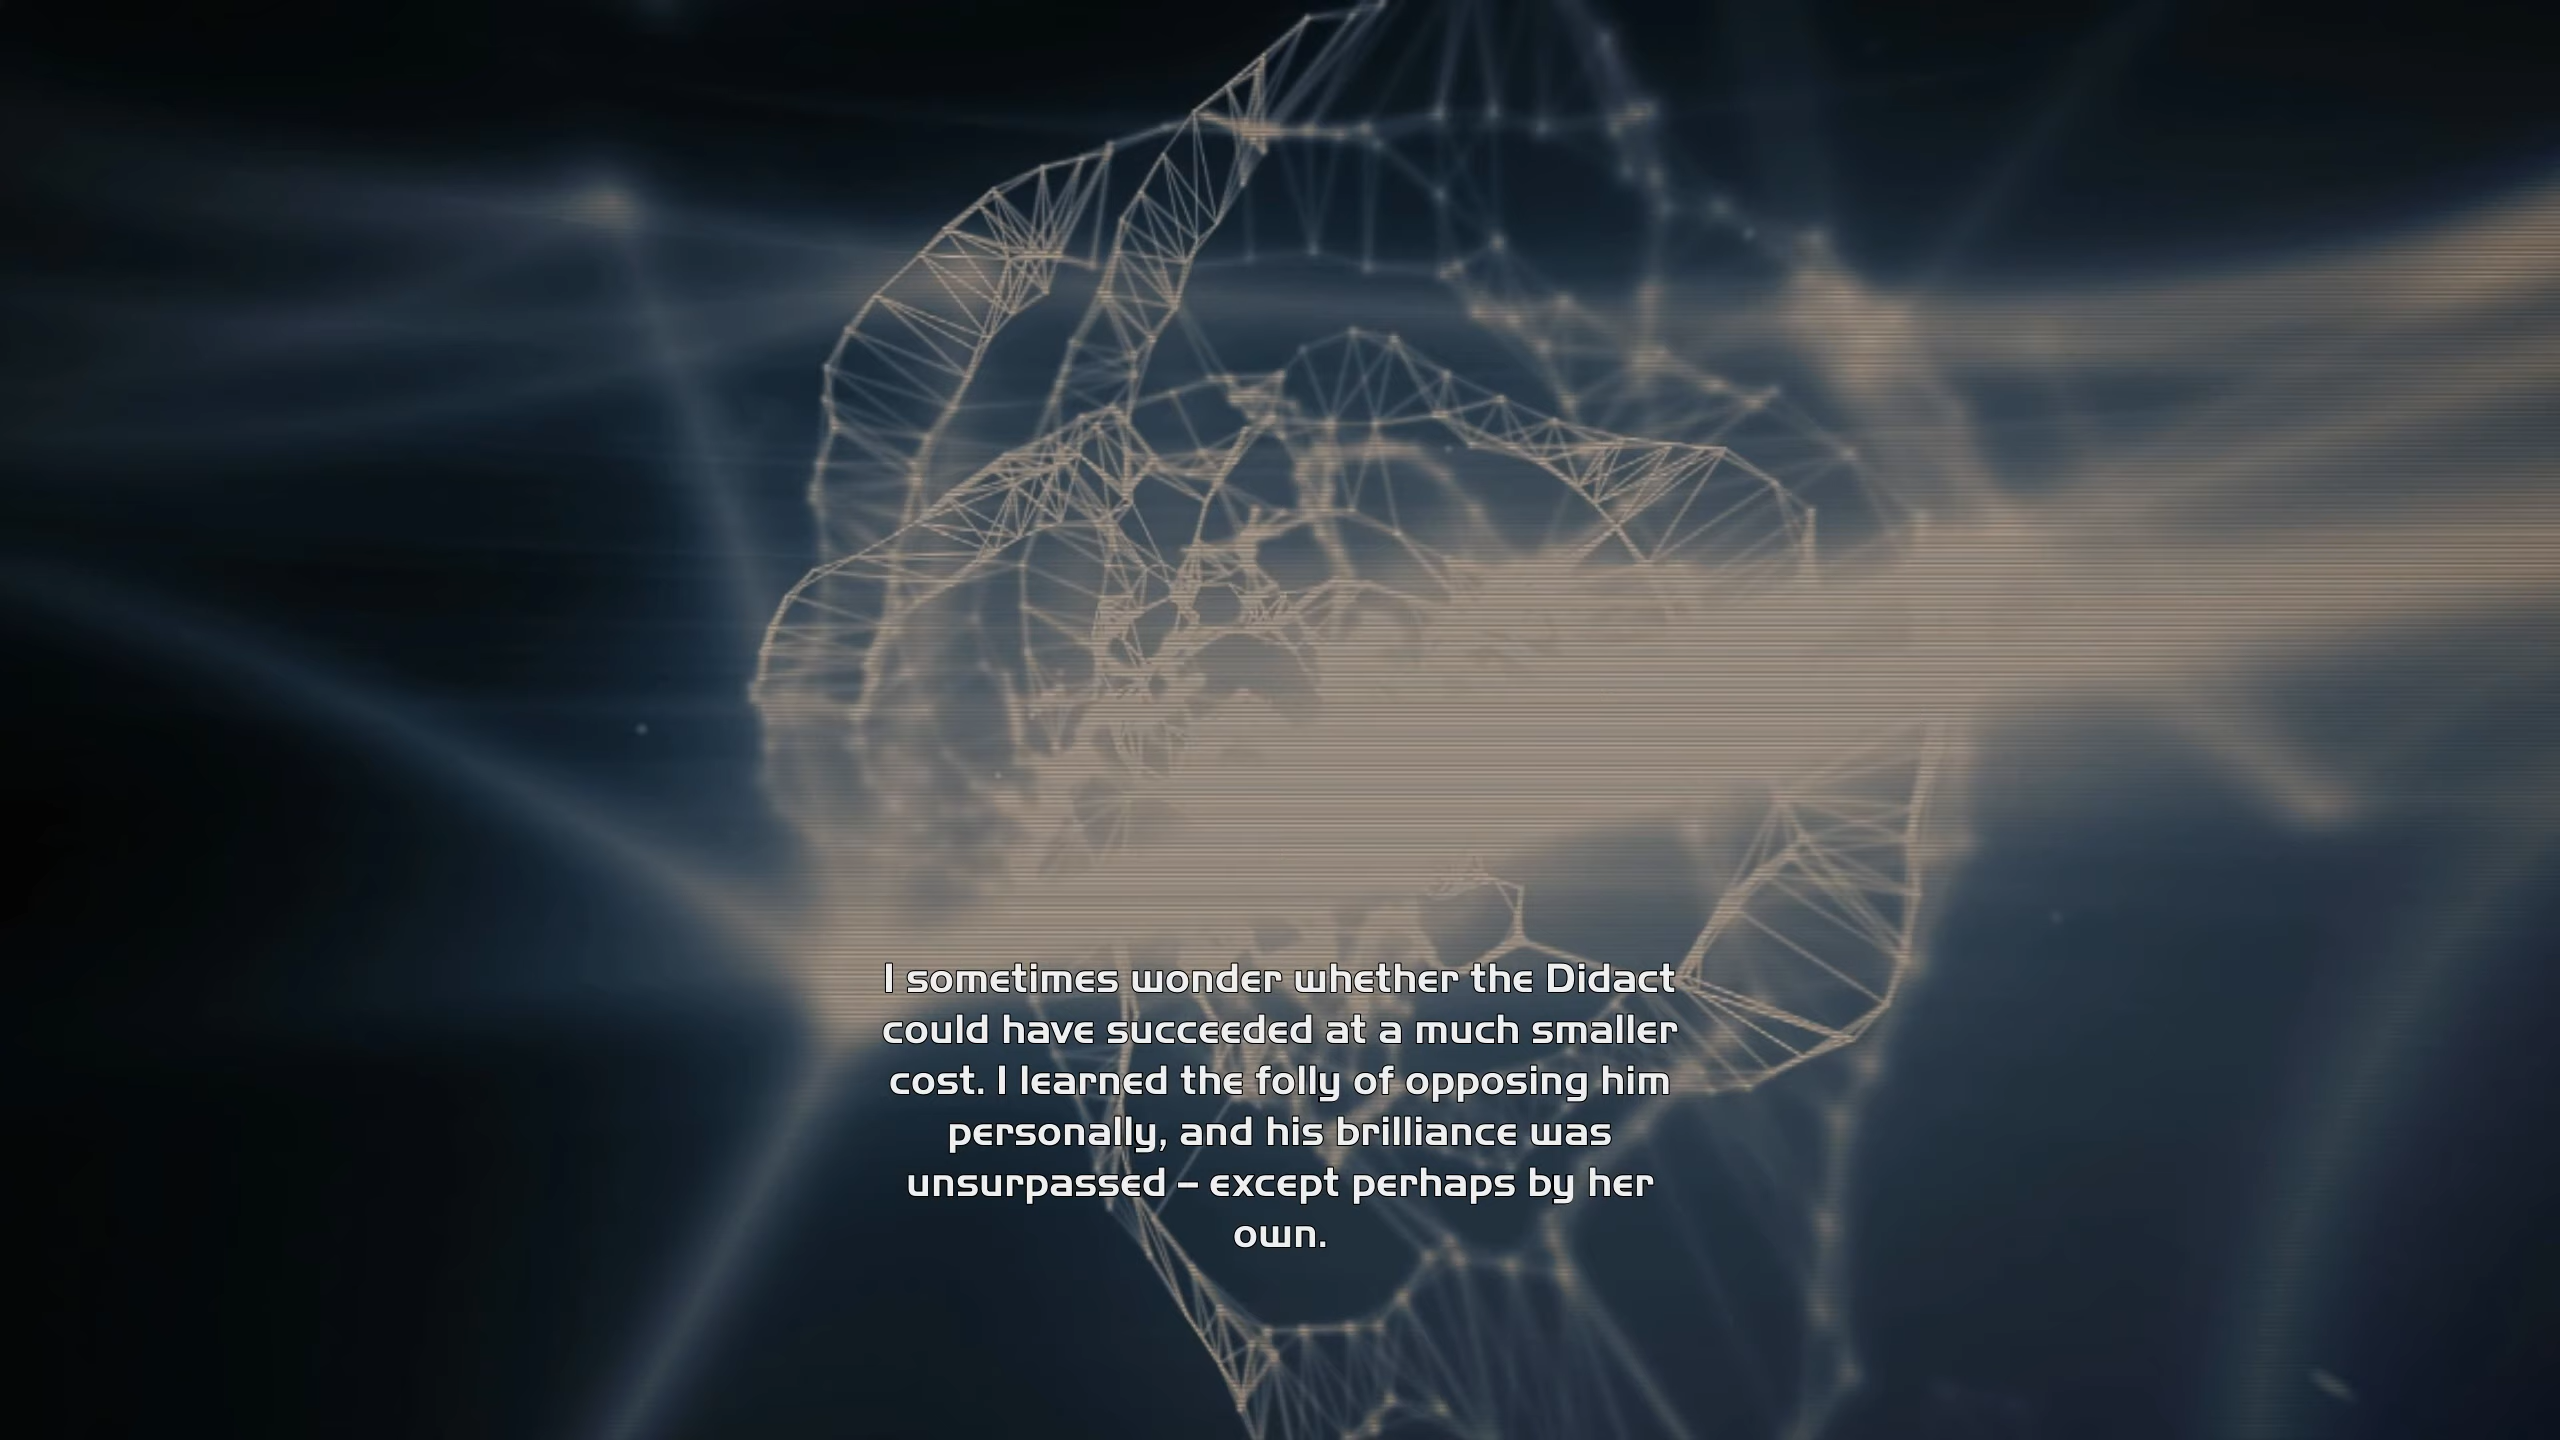 I sometimes wonder whether the Didact
could have succeeded at a much smaller
cost. I learned the folly of opposing him
personally, and his brilliance was
unsurpassed – except perhaps by her
own.